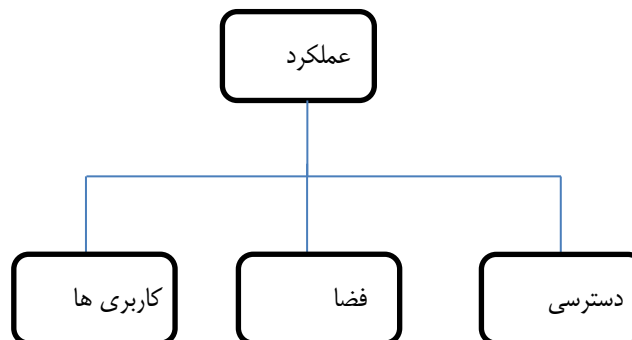 عملکرد
دسترسی
فضا
کاربری ها